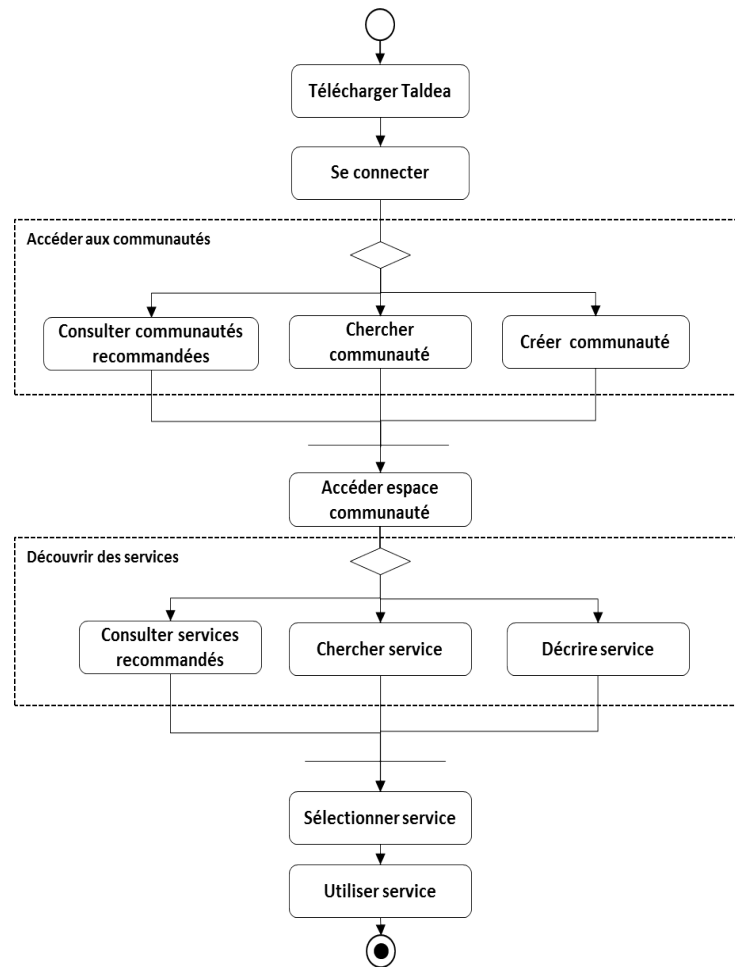 Télécharger Taldea
Se connecter
Accéder aux communautés
Consulter communautés
recommandées
Chercher
communauté
Créer communauté
Accéder espace
communauté
Découvrir des services
Consulter services
recommandés
Chercher service
Décrire service
Sélectionner service
Utiliser service